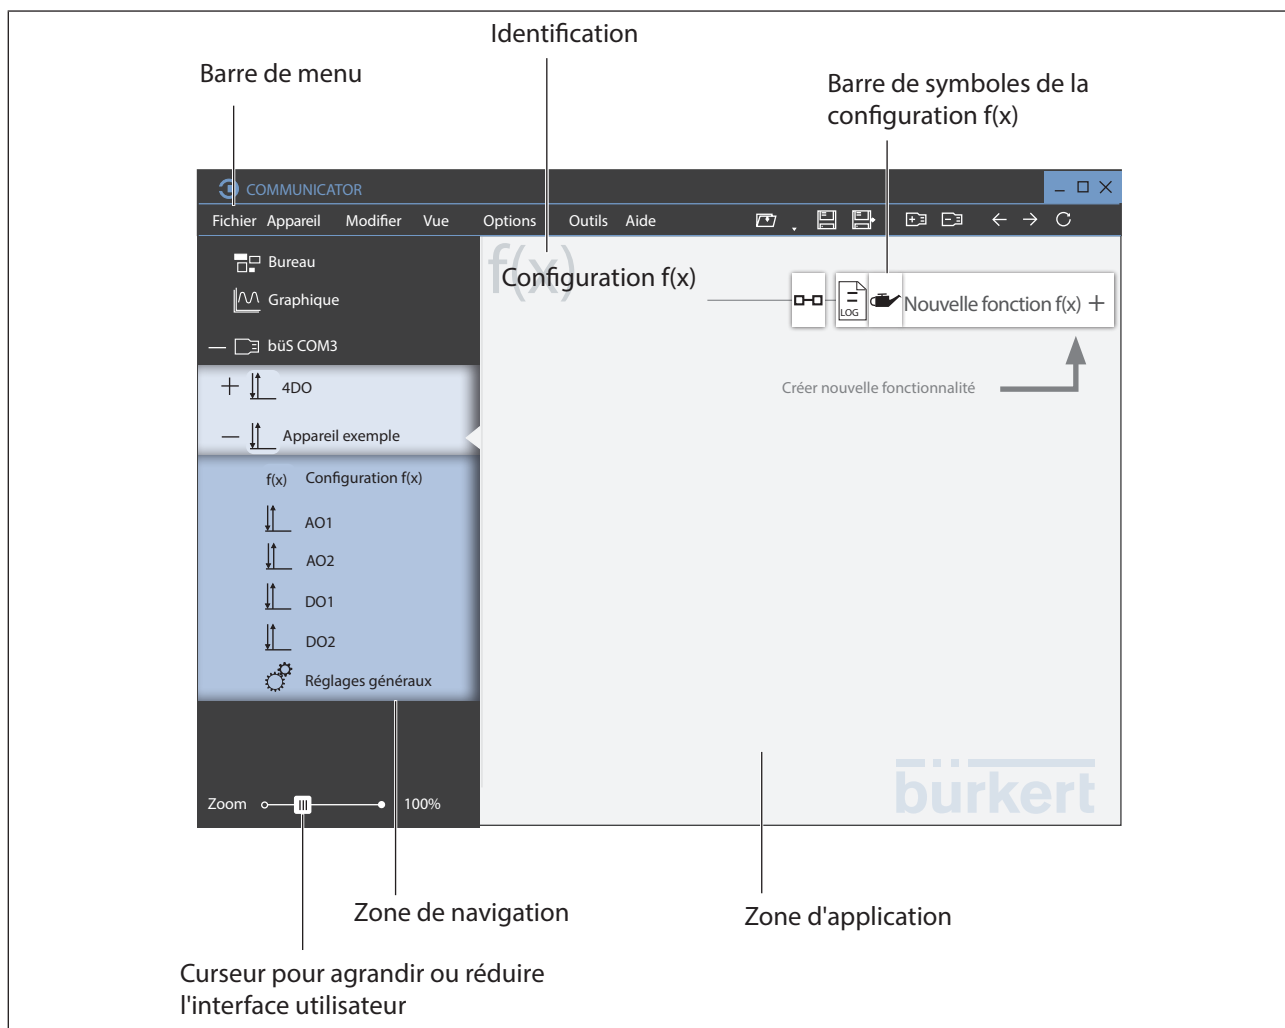 Identification
Barre de menu
Barre de symboles de la
configuration f(x)
COMMUNICATOR
Fichier Appareil Modifier Vue Options Outils Aide
Bureau
Graphique
büS COM3
4DO
Appareil exemple
f(x) Configuration f(x)
AO1
AO2
DO1
DO2
Réglages généraux
Zoom 100%
f(x)
Configuration f(x)
LOG
Nouvelle fonction f(x) +
Créer nouvelle fonctionnalité
bürkert
Zone de navigation
Zone d'application
Curseur pour agrandir ou réduire
l'interface utilisateur